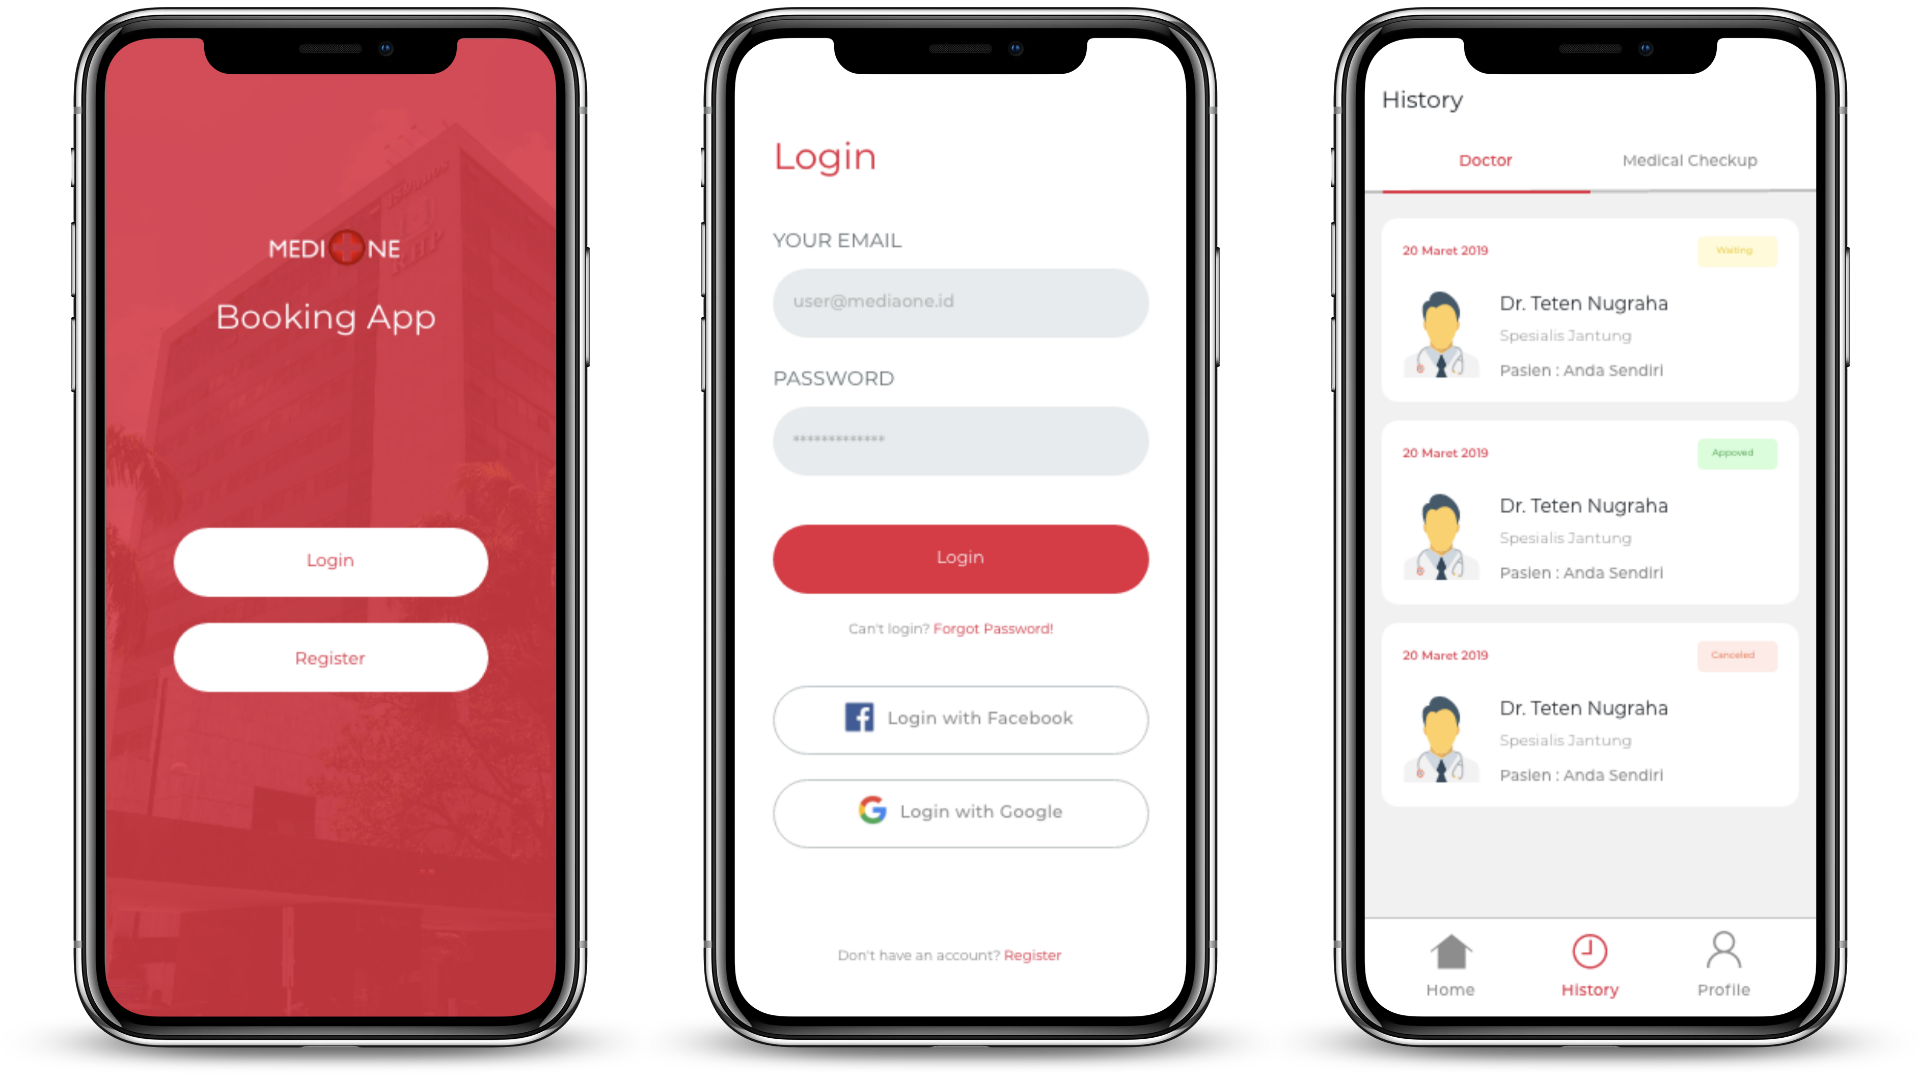 MEDI NE
Booking App
Login
Register
Login
YOUR EMAIL
user@mediaone.id
PASSWORD
*************
Login
Can't login? Forgot Password!
Login with Facebook
Login with Google
Don't have an account? Register
History
Doctor
Medical Checkup
20 Maret 2019
Waiting
Dr. Teten Nugraha
Spesialis Jantung
Pasien : Anda Sendiri
20 Maret 2019
Appoved
Dr. Teten Nugraha
Spesialis Jantung
Pasien : Anda Sendiri
20 Maret 2019
Canceled
Dr. Teten Nugraha
Spesialis Jantung
Pasien : Anda Sendiri
Home
History
Profile